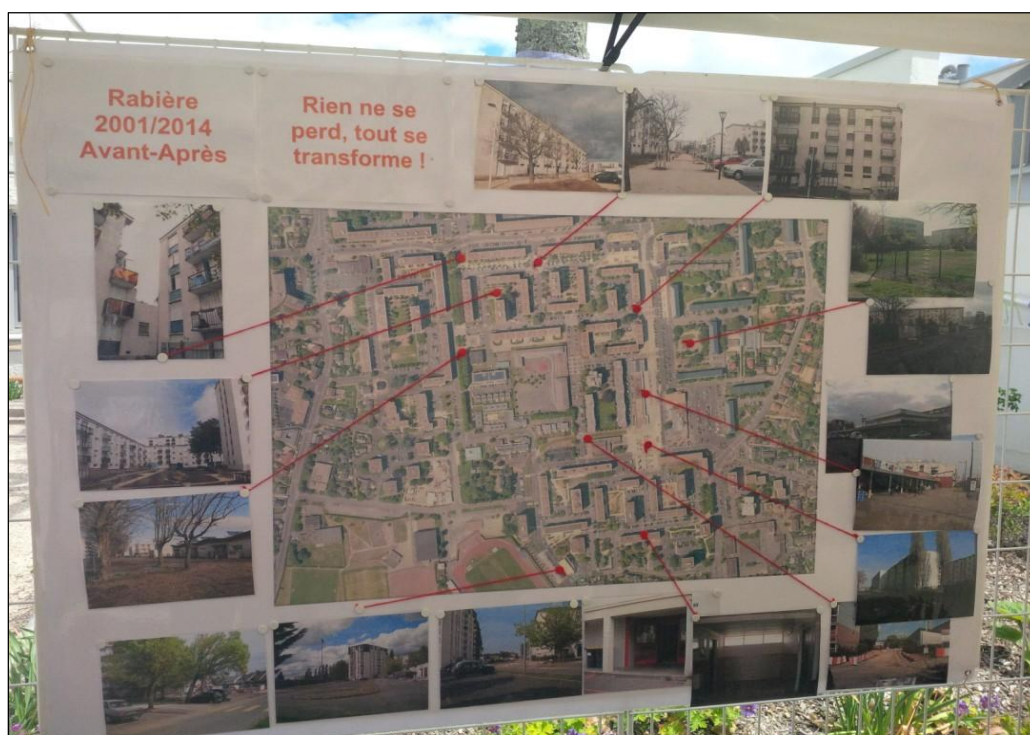 Rabière
2001/2014
Avant-Après
Rien ne se
perd, tout se
transforme !